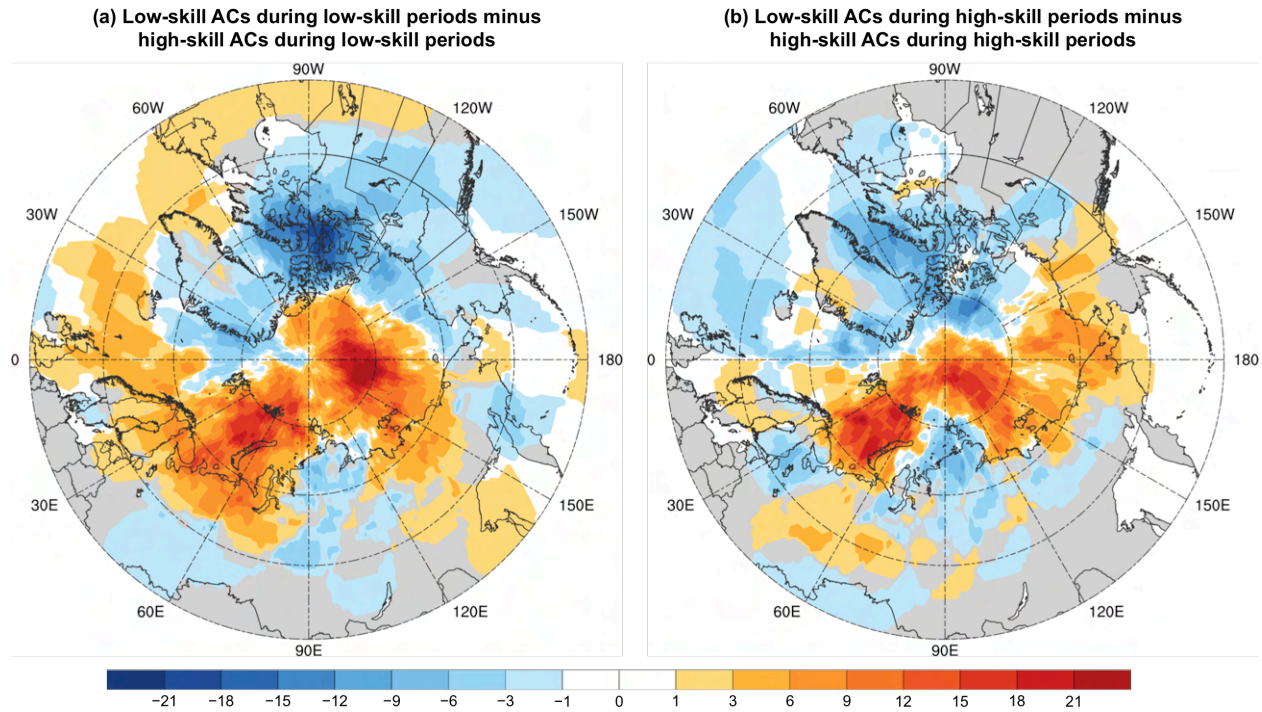 (a) Low-skill ACs during low-skill periods minus
high-skill ACs during low-skill periods
(b) Low-skill ACs during high-skill periods minus
high-skill ACs during high-skill periods
90W
60W
120W
30W
150W
0
180
30E
150E
60E
120E
90E
90W
60W
120W
30W
150W
0
180
30E
150E
60E
120E
90E
−21 −18 −15 −12 −9 −6 −3 −1 0 1 3 6 9 12 15 18 21